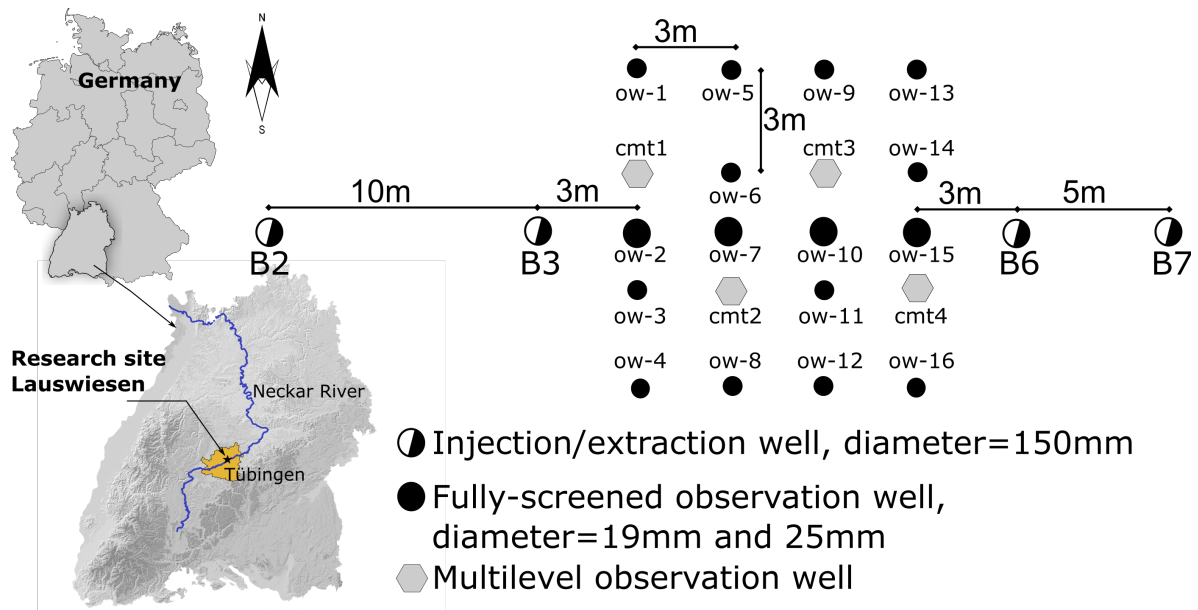 Germany
N
S
3m
ow-1
ow-5
ow-9
ow-13
3m
cmt1
cmt3
ow-14
ow-6
10m
3m
3m
5m
B2
B3
ow-2
ow-7
ow-10
ow-15
B6
B7
ow-3
cmt2
ow-11
cmt4
ow-4
ow-8
ow-12
ow-16
Research site
Lauswiesen
Neckar River
Tübingen
Injection/extraction well, diameter=150mm
Fully-screened observation well,
diameter=19mm and 25mm
Multilevel observation well